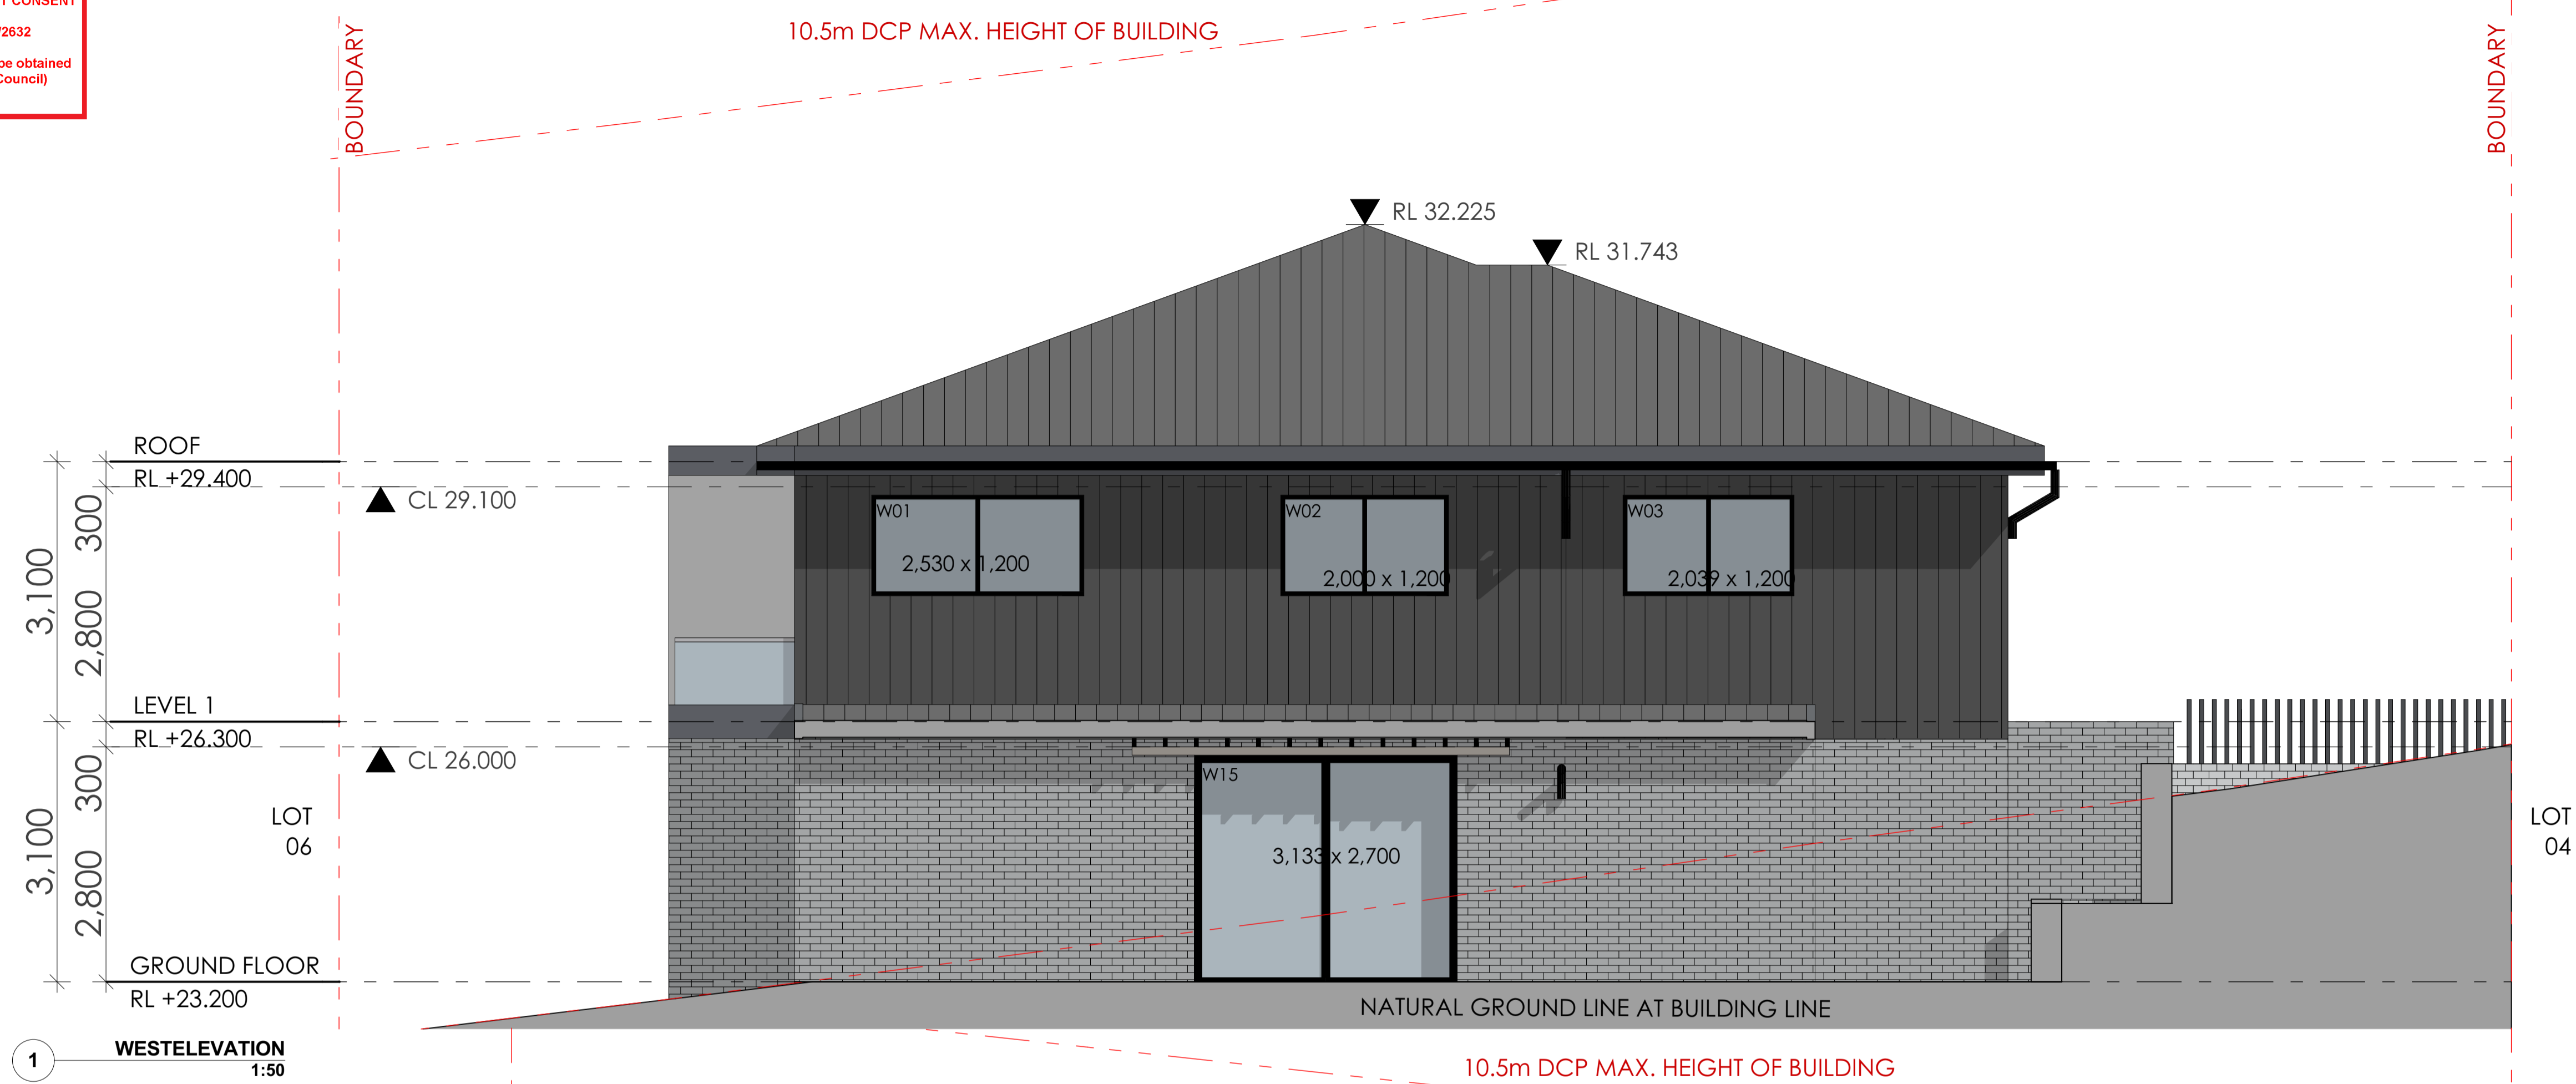 CONSENT
/2632
be obtained
Council)
BOUNDARY
10.5m DCP MAX. HEIGHT OF BUILDING
BOUNDARY
RL 32.225
RL 31.743
ROOF
RL +29.400
CL 29.100
3,100
300
2,800
W01
2,530 x 1,200
W02
2,000 x 1,200
W03
2,039 x 1,200
LEVEL 1
RL +26.300
CL 26.000
3,100
300
2,800
LOT
06
W15
3,133 x 2,700
LOT
04
GROUND FLOOR
RL +23.200
NATURAL GROUND LINE AT BUILDING LINE
1
WESTELEVATION
1:50
10.5m DCP MAX. HEIGHT OF BUILDING